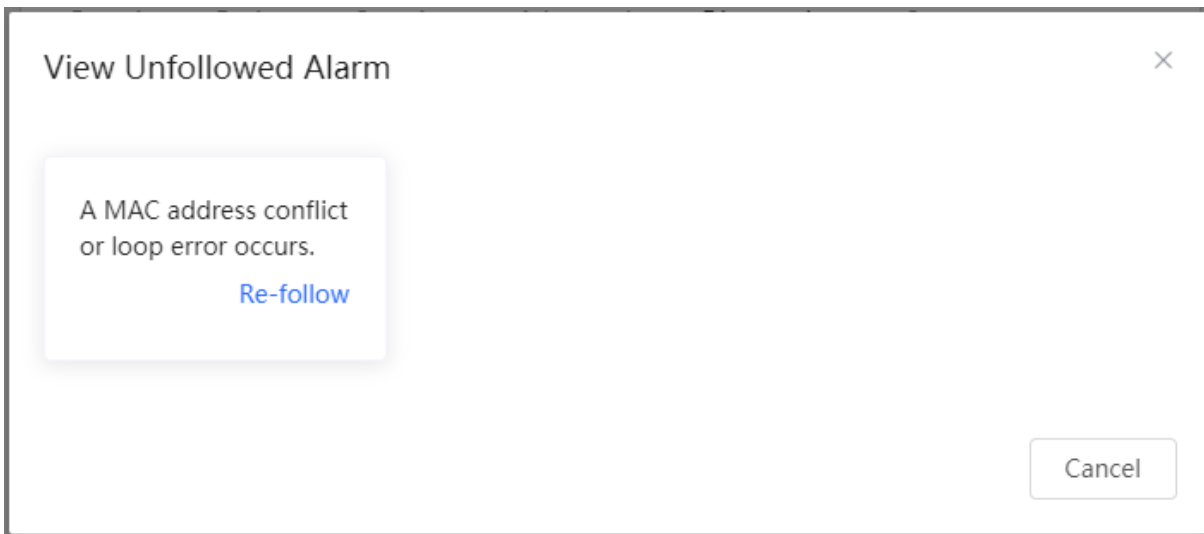 View Unfollowed Alarm
A MAC address conflict
or loop error occurs.
Re-follow
Cancel